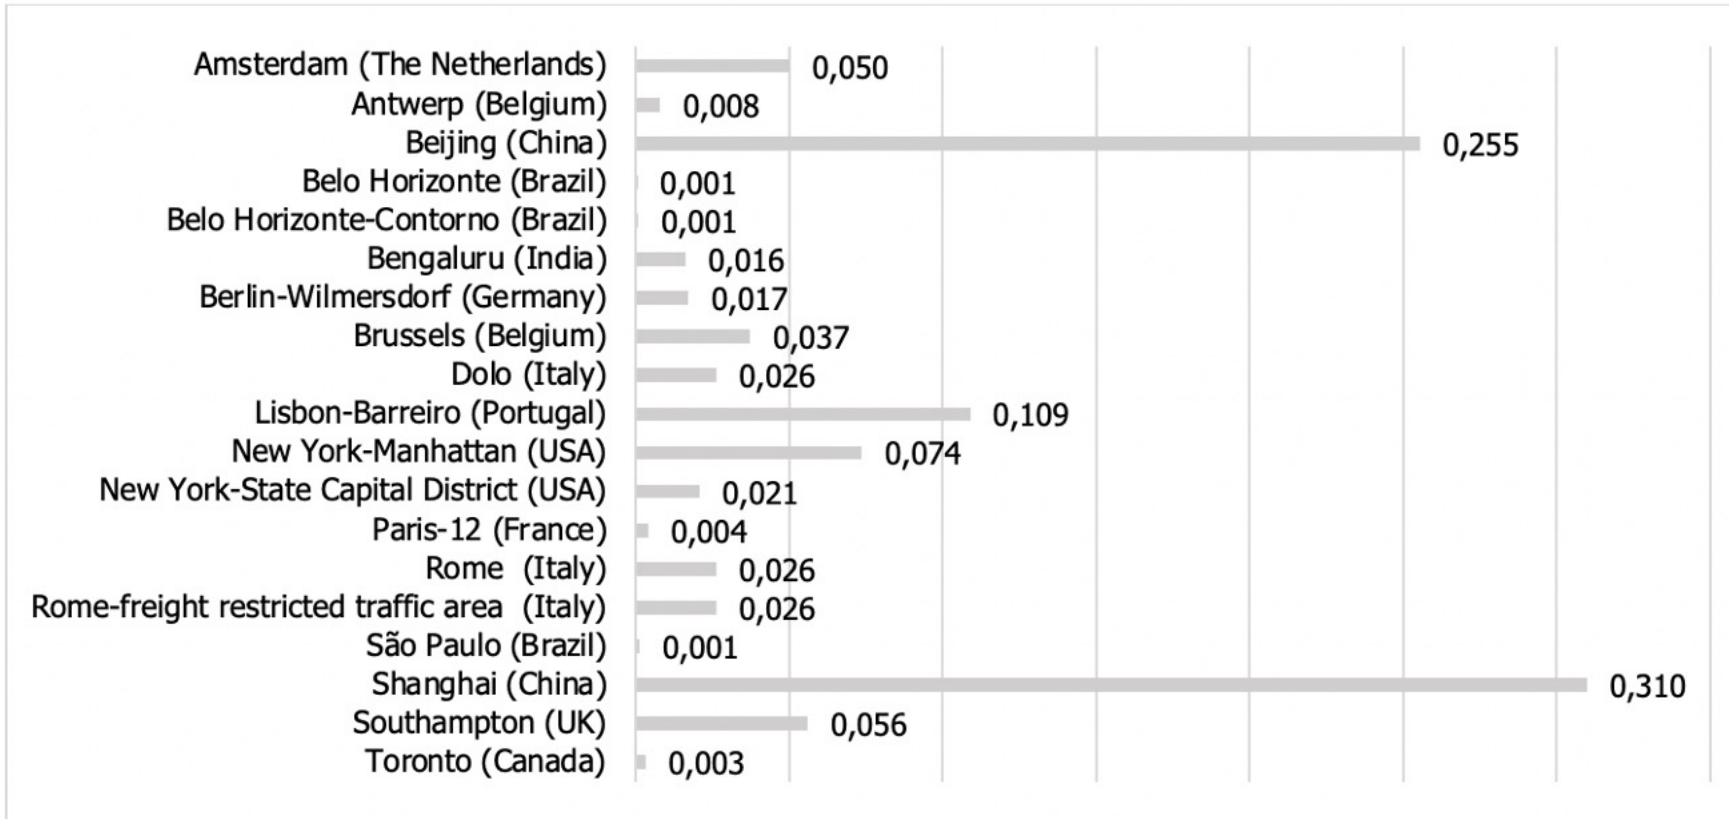 Amsterdam (The Netherlands) 0,050
Antwerp (Belgium) 0,008
Beijing (China) 0,255
Belo Horizonte (Brazil) 0,001
Belo Horizonte-Contorno (Brazil) 0,001
Bengaluru (India) 0,016
Berlin-Wilmersdorf (Germany) 0,017
Brussels (Belgium) 0,037
Dolo (Italy) 0,026
Lisbon-Barreiro (Portugal) 0,109
New York-Manhattan (USA) 0,074
New York-State Capital District (USA) 0,021
Paris-12 (France) 0,004
Rome (Italy) 0,026
Rome-freight restricted traffic area (Italy) 0,026
São Paulo (Brazil) 0,001
Shanghai (China) 0,310
Southampton (UK) 0,056
Toronto (Canada) 0,003